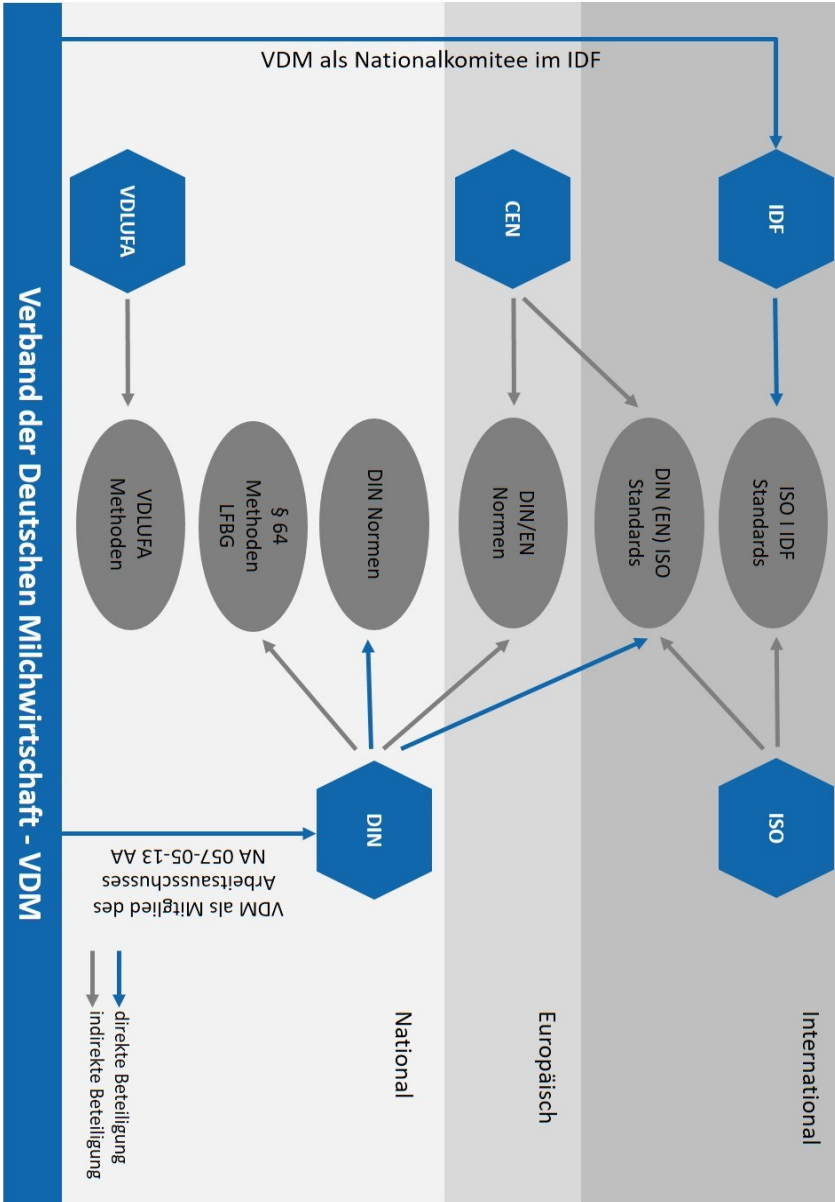 International
Europäisch
National
VDM als Nationalkomitee im IDF
IDF
CEN
VDLUFA
ISO I IDF
Standards
DIN (EN) ISO
Standards
DIN/EN
Normen
DIN Normen
§ 64
Methoden
LFBG
VDLUFA
Methoden
ISO
DIN
VDM als Mitglied des
Arbeitsausschusses
NA 057-05-13 AA
direkte Beteiligung
indirekte Beteiligung
Verband der Deutschen Milchwirtschaft - VDM